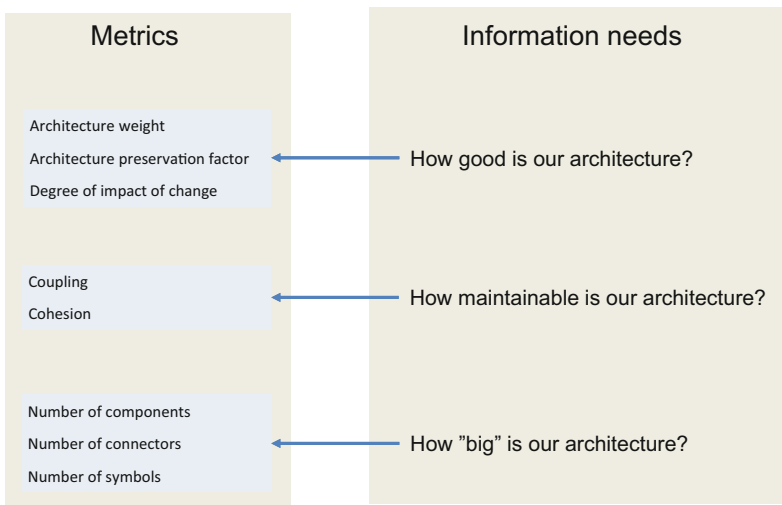 Metrics
Information needs
Architecture weight
Architecture preservation factor
Degree of impact of change
How good is our architecture?
Coupling
Cohesion
How maintainable is our architecture?
Number of components
Number of connectors
Number of symbols
How ”big” is our architecture?